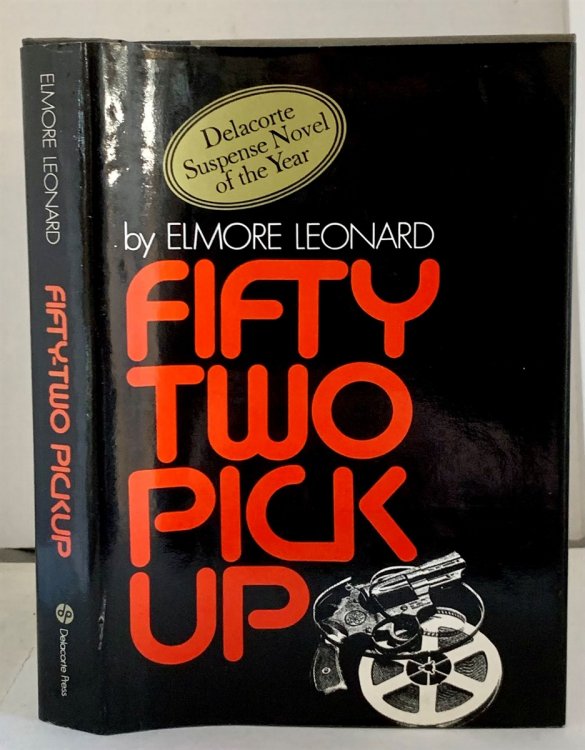 ELMORE LEONARD
FIFTY-TWO PICKUP
Delacorte Press
Delacorte
Suspense Novel
of the Year
by ELMORE LEONARD
FIFTY
TWO
PICK
UP